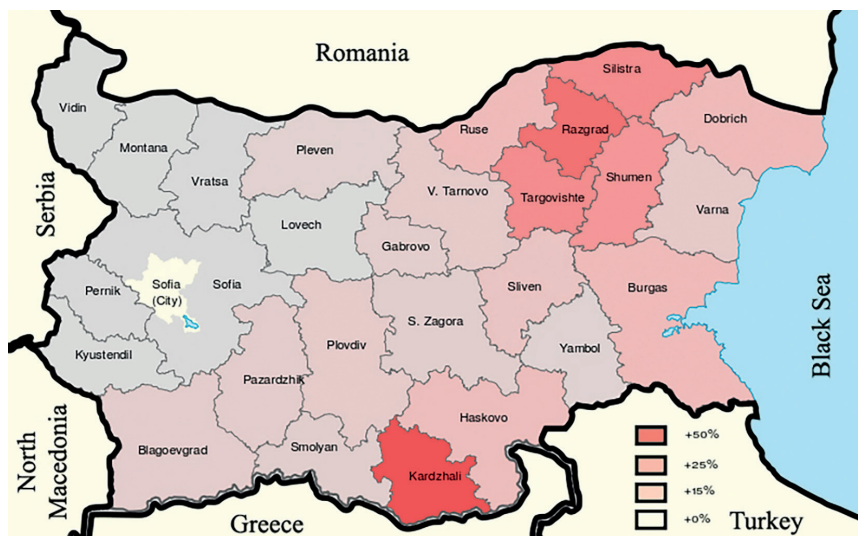 Romania
Silistra
Vidin
Dobrich
Ruse
Razgrad
Montana
Pleven
Vratsa
Shumen
V. Tarnovo
Targovishte
Varna
Serbia
Lovech
Gabrovo
Sofia
(City)
Sofia
Pernik
Sliven
Burgas
S. Zagora
Black Sea
Kyustendil
Plovdiv
Yambol
Pazardzhik
Haskovo
Blagoevgrad
Smolyan
Kardzhali
North
Macedonia
Greece
Turkey
+50%
+25%
+15%
+0%